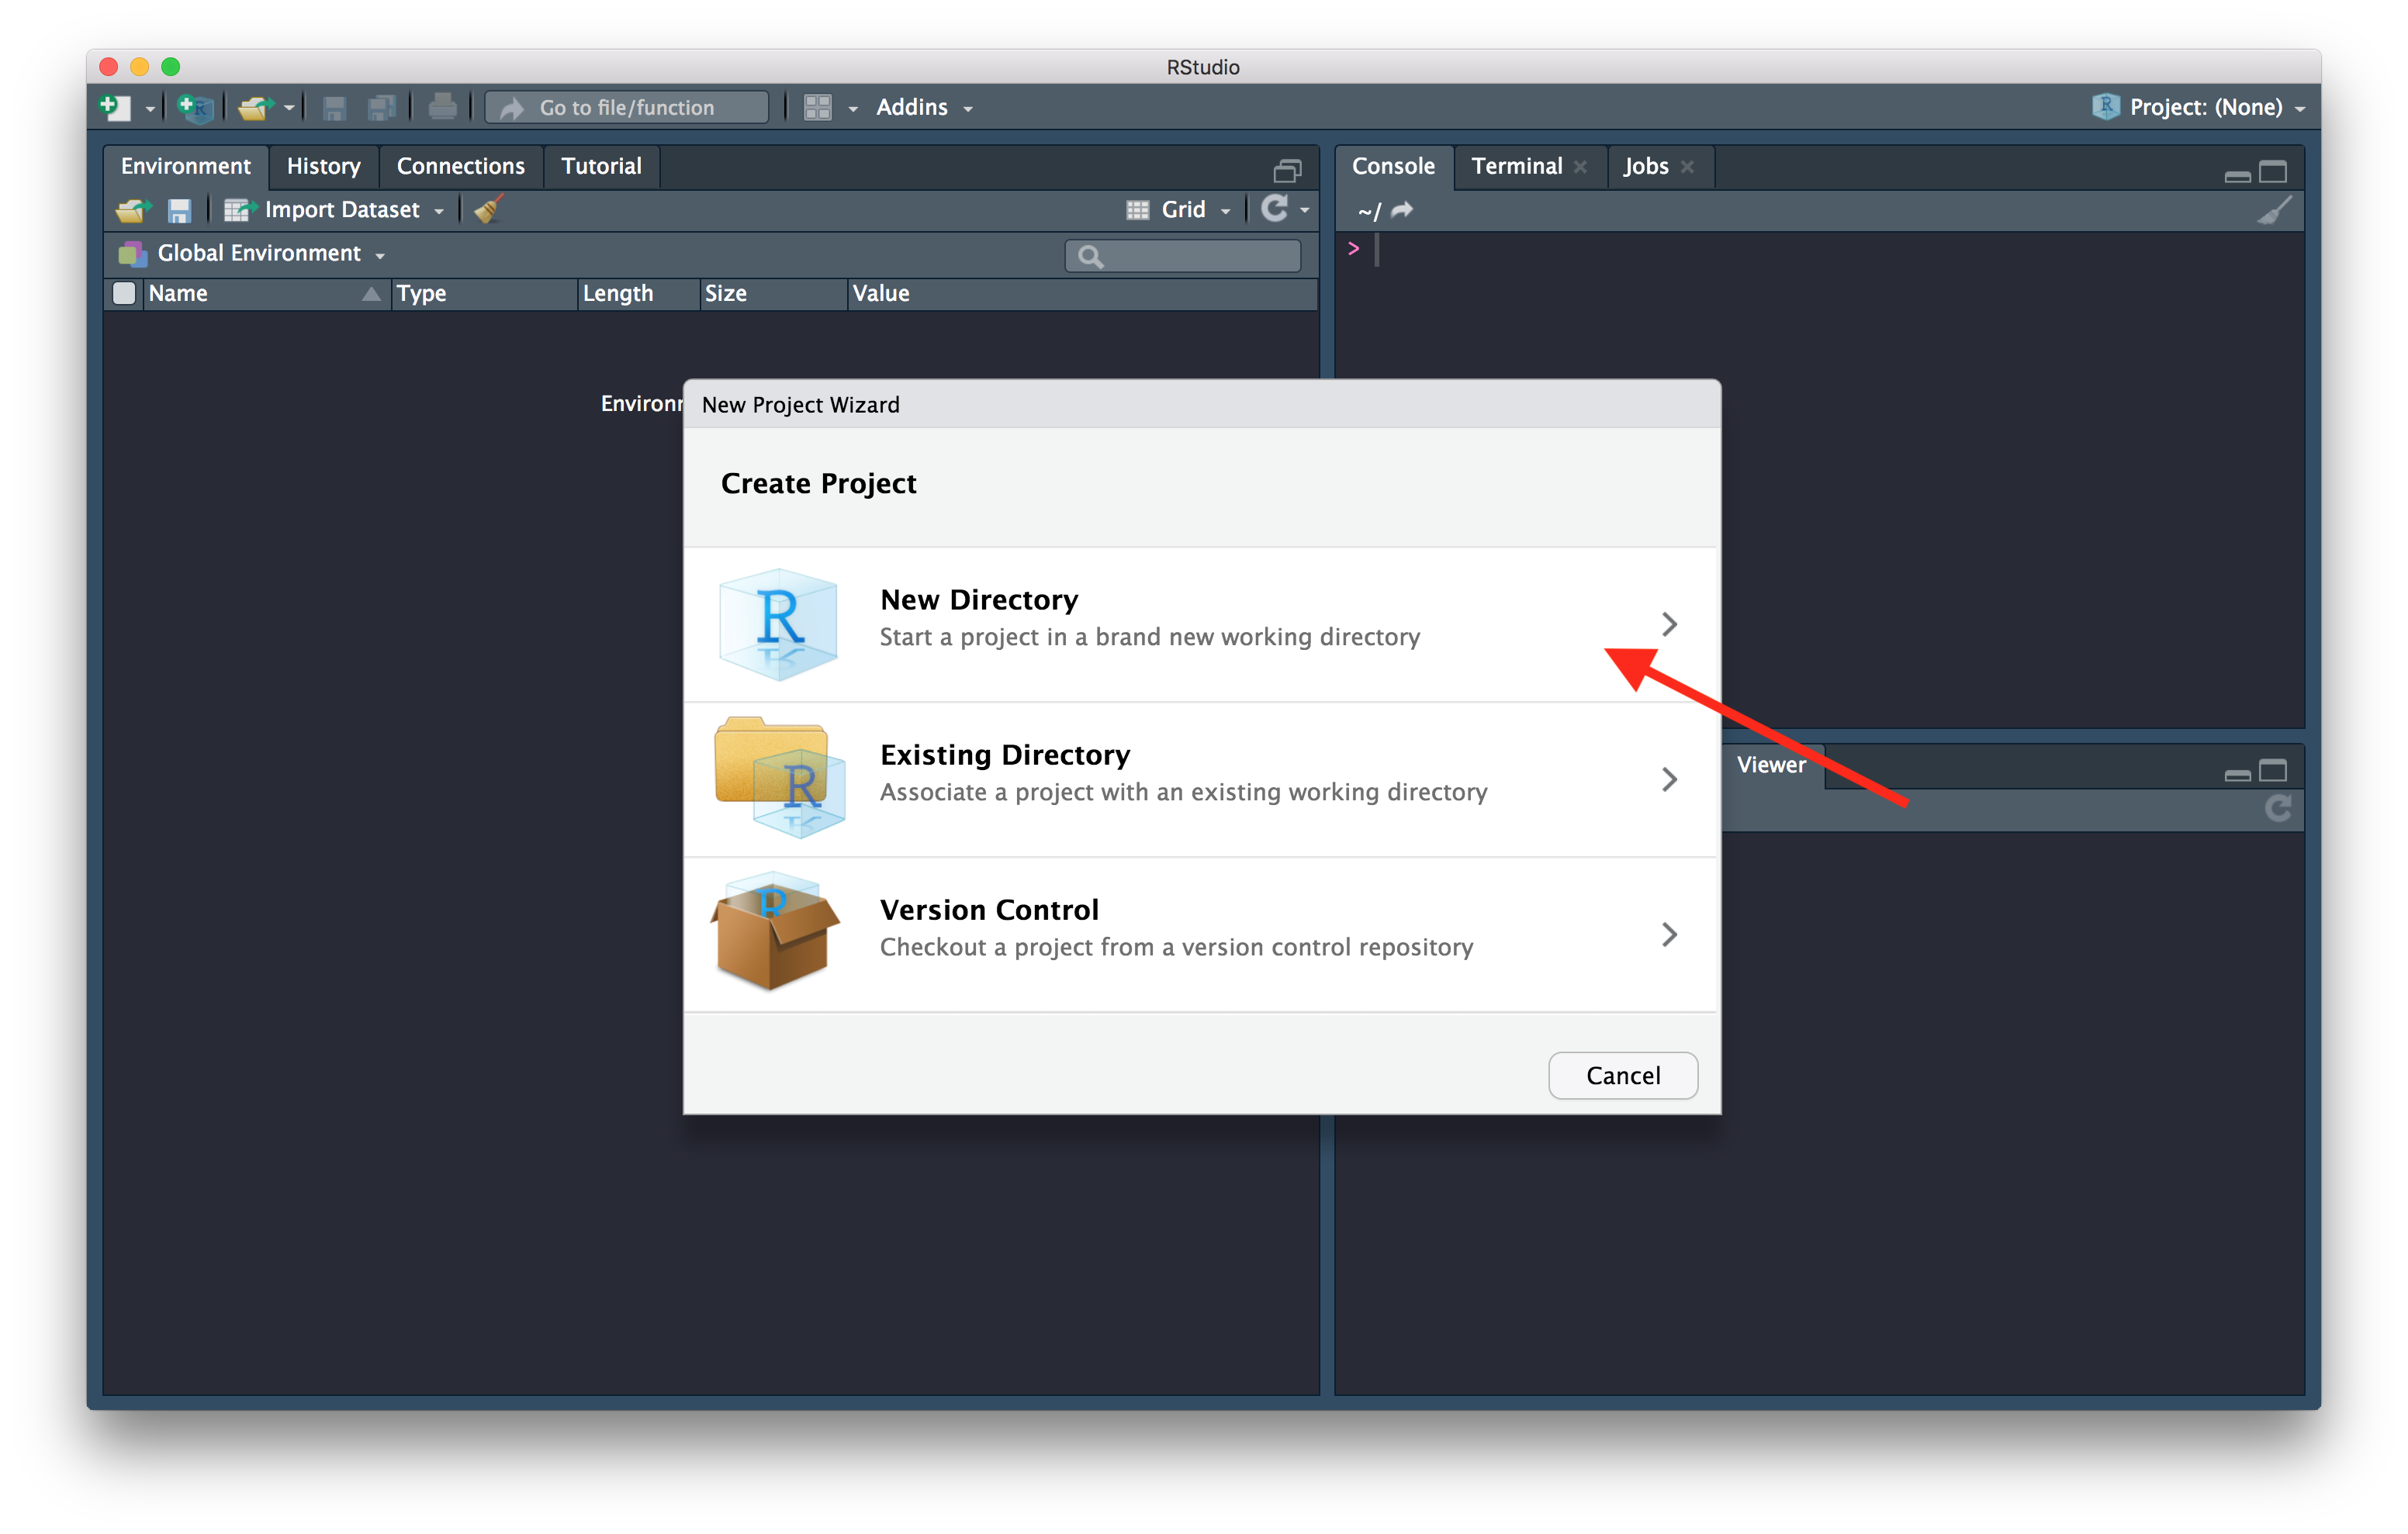 RStudio
Go to file/function
Addins
Project: (None)
Environment History Connections Tutorial
Import Dataset
Grid
Global Environment
Name Type Length Size Value
Console Terminal Jobs
~/
>
New Project Wizard
Create Project
New Directory
Start a project in a brand new working directory
Existing Directory
Associate a project with an existing working directory
Version Control
Checkout a project from a version control repository
Cancel
Viewer